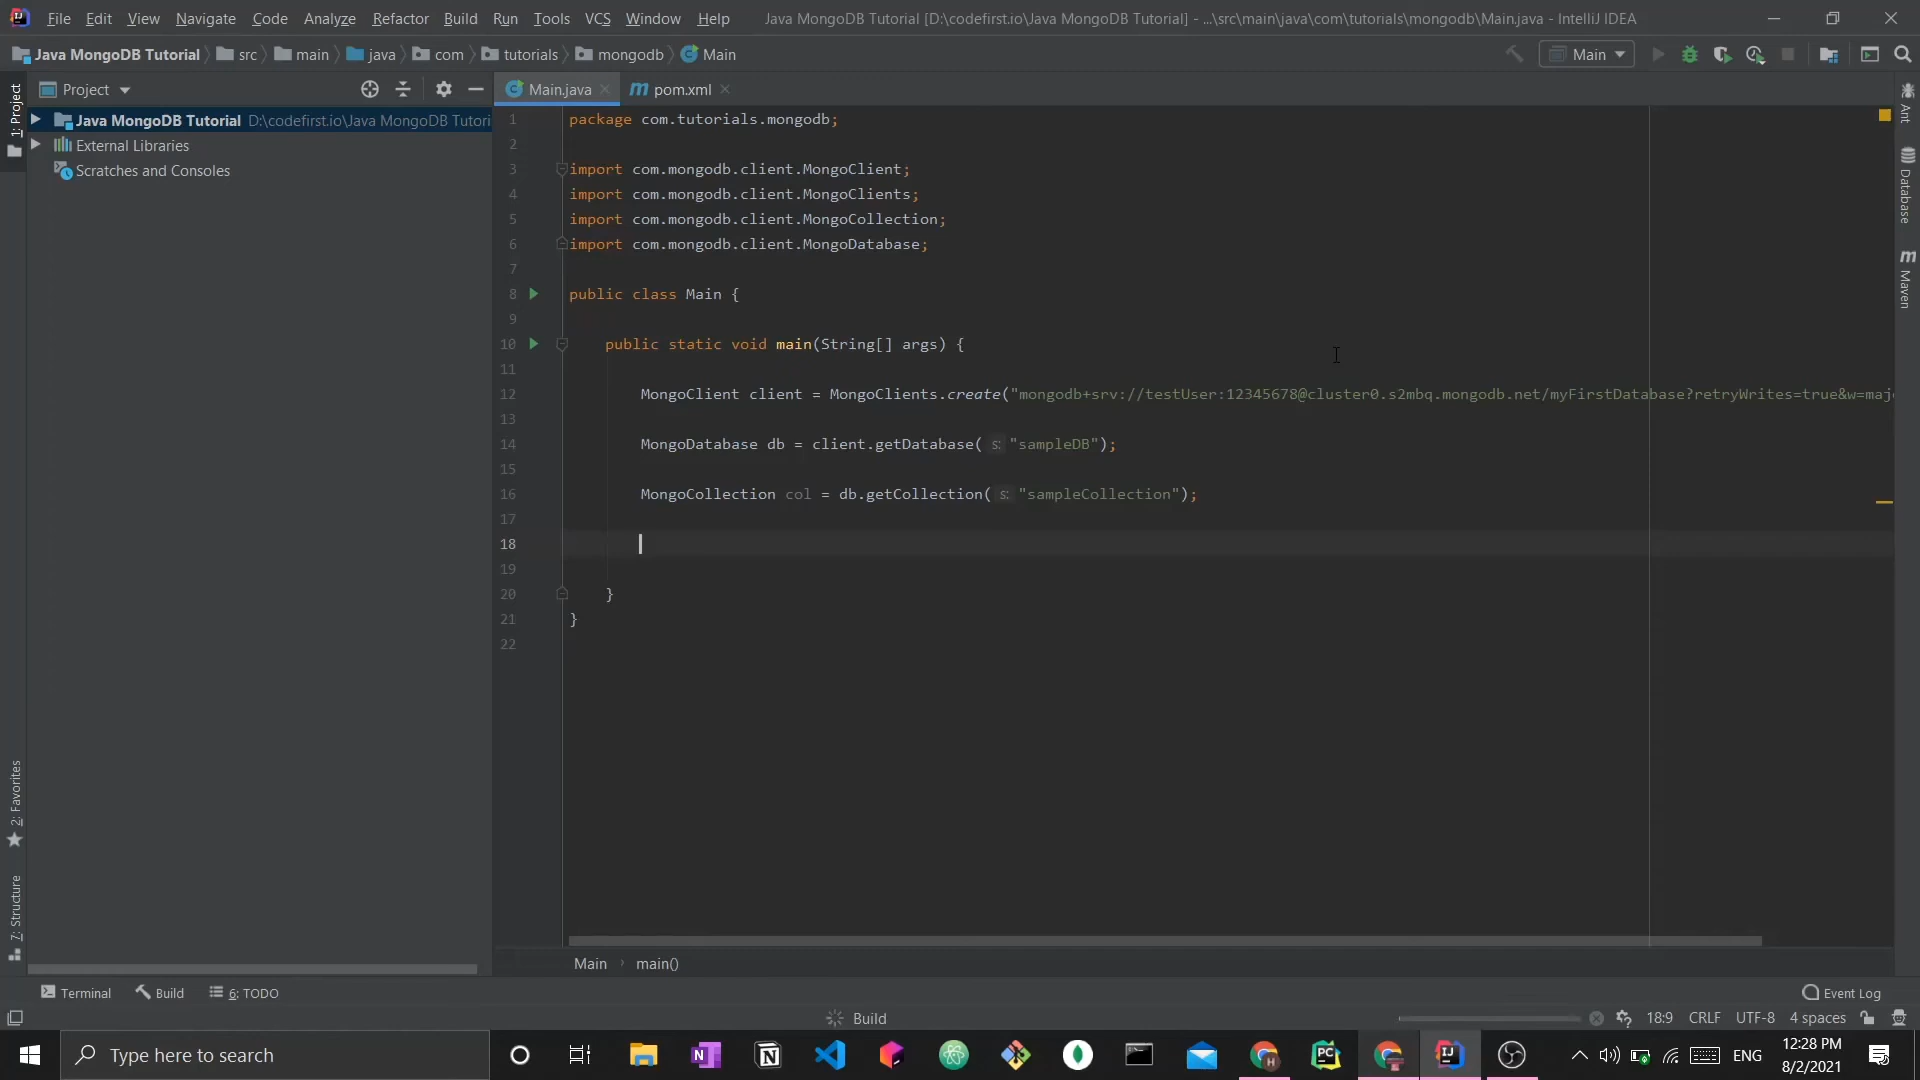 File Edit View Navigate Code Analyze Refactor Build Run Tools VCS Window Help Java MongoDB Tutorial [D:\codefirst.io\Java MongoDB Tutorial] - ...\src\main\java\com\tutorials\mongodb\Main.java - IntelliJ IDEA
Java MongoDB Tutorial src main java com tutorials mongodb Main Main
Project Main.java pom.xml
1: Project
Java MongoDB Tutorial D:\codefirst.io\Java MongoDB Tutori
External Libraries
Scratches and Consoles
2: Favorites
7: Structure
1 package com.tutorials.mongodb;
2
3 import com.mongodb.client.MongoClient;
4 import com.mongodb.client.MongoClients;
5 import com.mongodb.client.MongoCollection;
6 import com.mongodb.client.MongoDatabase;
7
8 public class Main {
9
10 public static void main(String[] args) {
11
12 MongoClient client = MongoClients.create("mongodb+srv://testUser:12345678@cluster0.s2mbq.mongodb.net/myFirstDatabase?retryWrites=true&w=maj
13
14 MongoDatabase db = client.getDatabase( s: "sampleDB");
15
16 MongoCollection col = db.getCollection( s: "sampleCollection");
17
18
19
20 }
21 }
22
Ant
Database
Maven
Main main()
Terminal Build 6: TODO Event Log
Build 18:9 CRLF UTF-8 4 spaces
Type here to search ENG 12:28 PM
8/2/2021